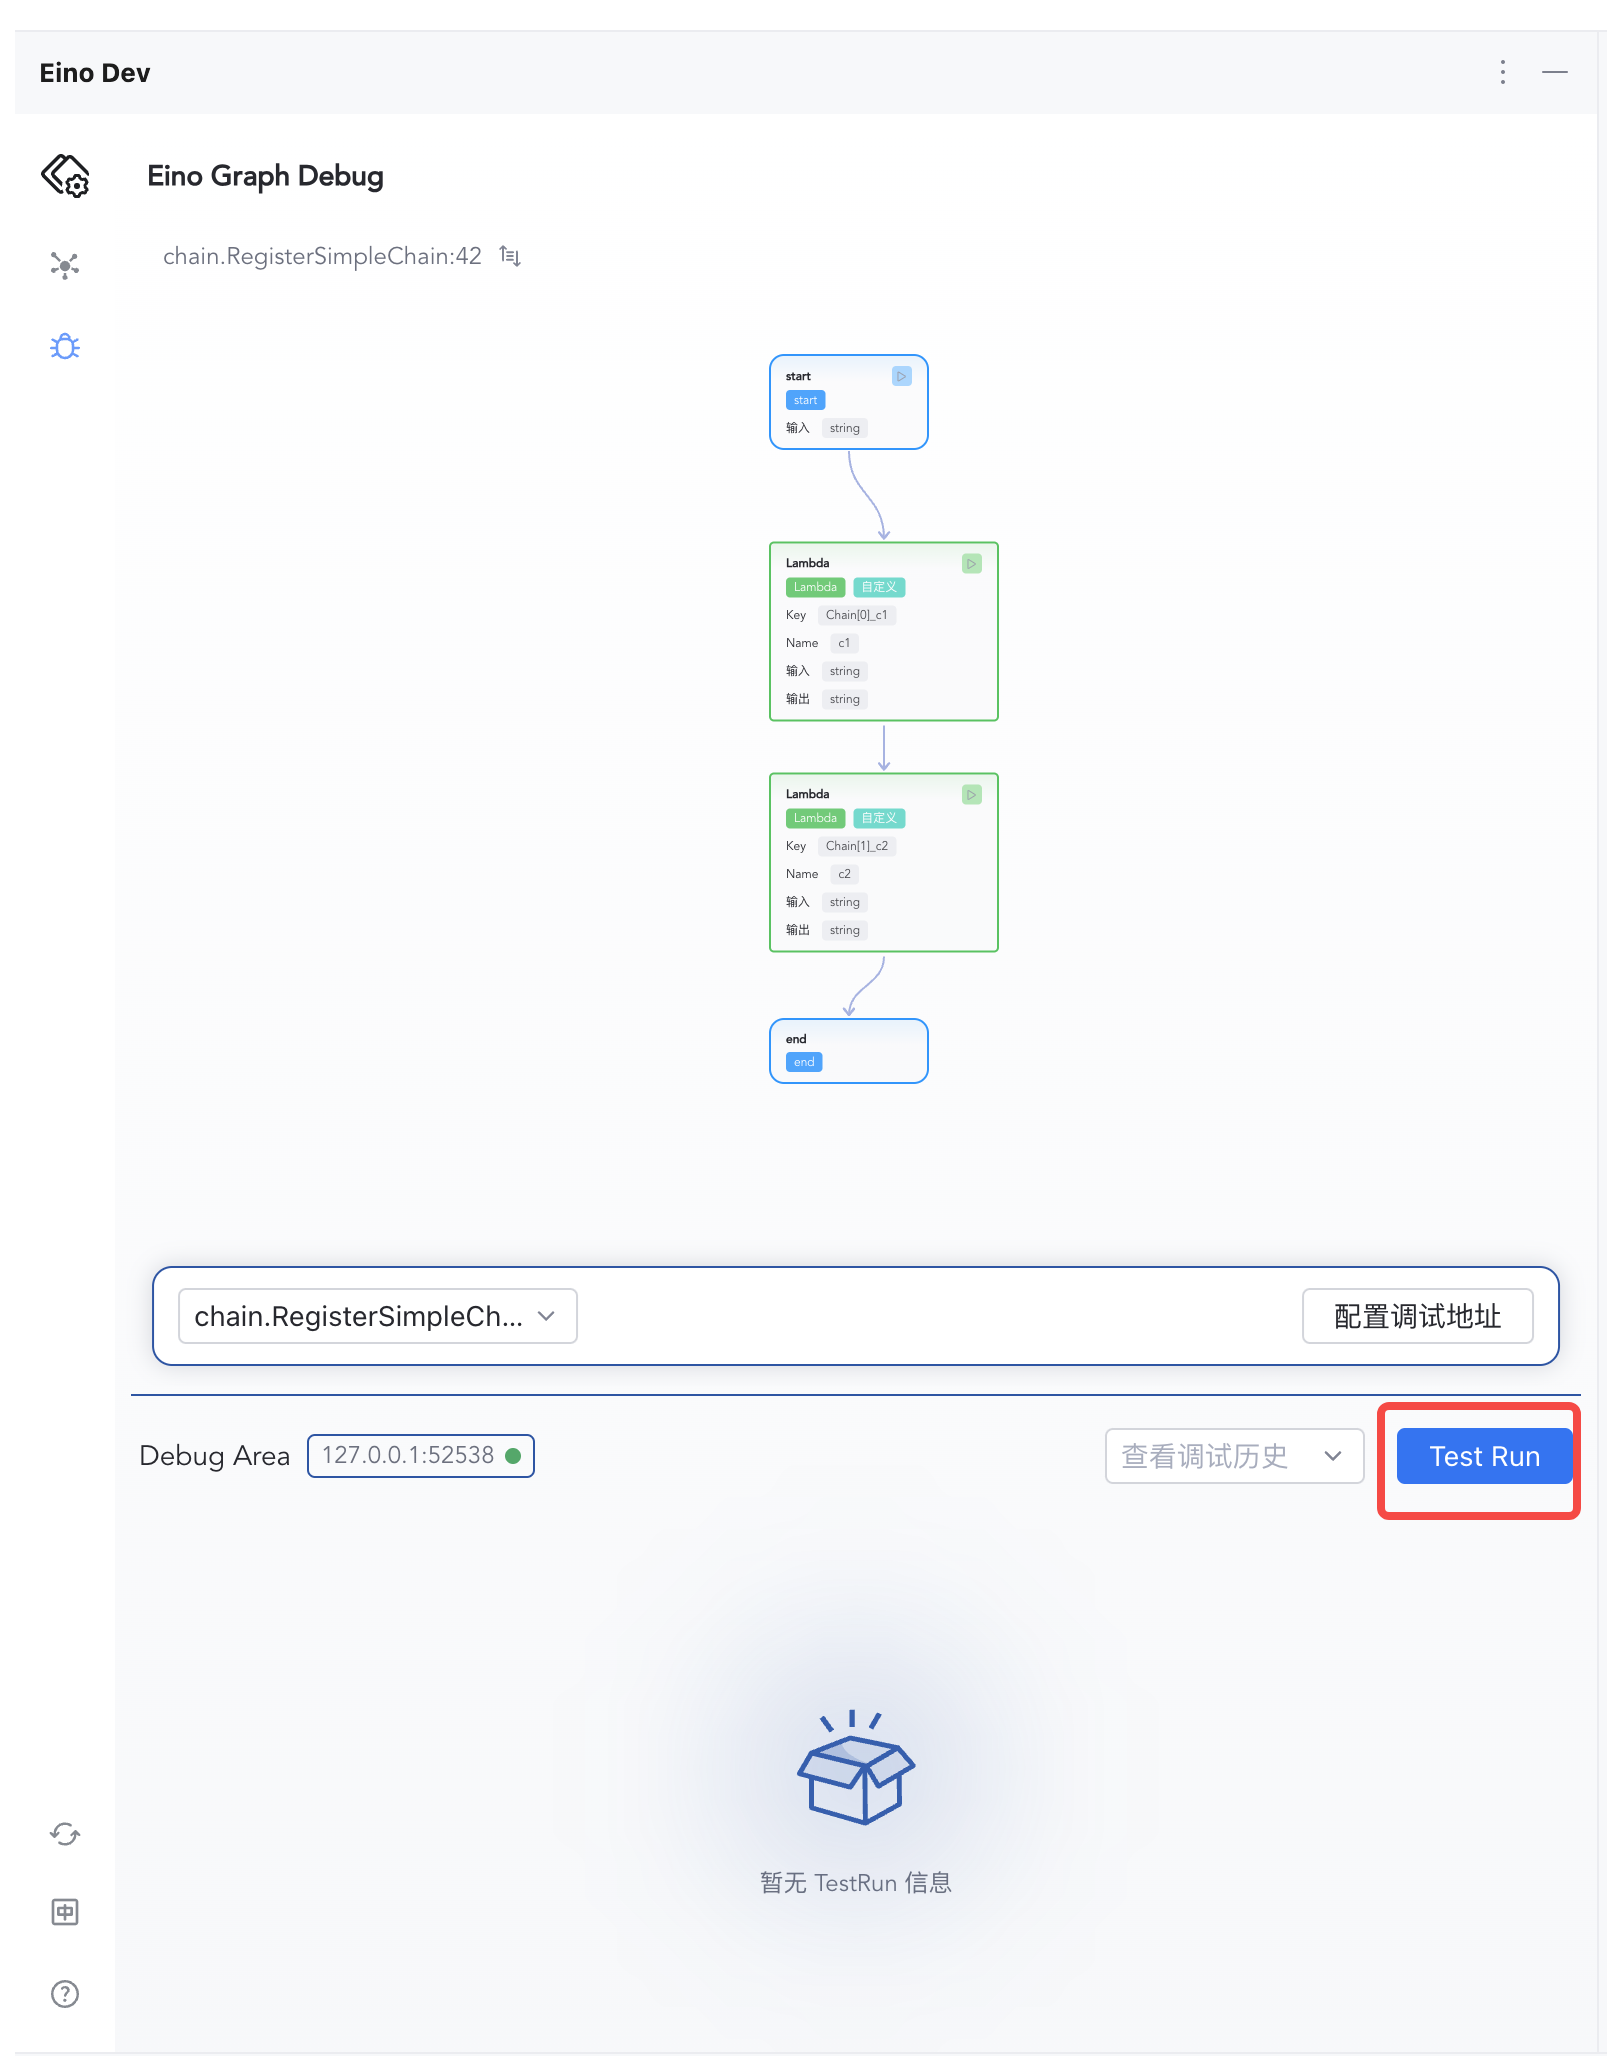 Eino Dev
Eino Graph Debug
chain.RegisterSimpleChain:42
start
start
输入 string
Lambda
Lambda 自定义
Key Chain[0]_c1
Name c1
输入 string
输出 string
Lambda
Lambda 自定义
Key Chain[1]_c2
Name c2
输入 string
输出 string
end
end
chain.RegisterSimpleCh... 配置调试地址
Debug Area 127.0.0.1:52538 查看调试历史 Test Run
暂无 TestRun 信息
中